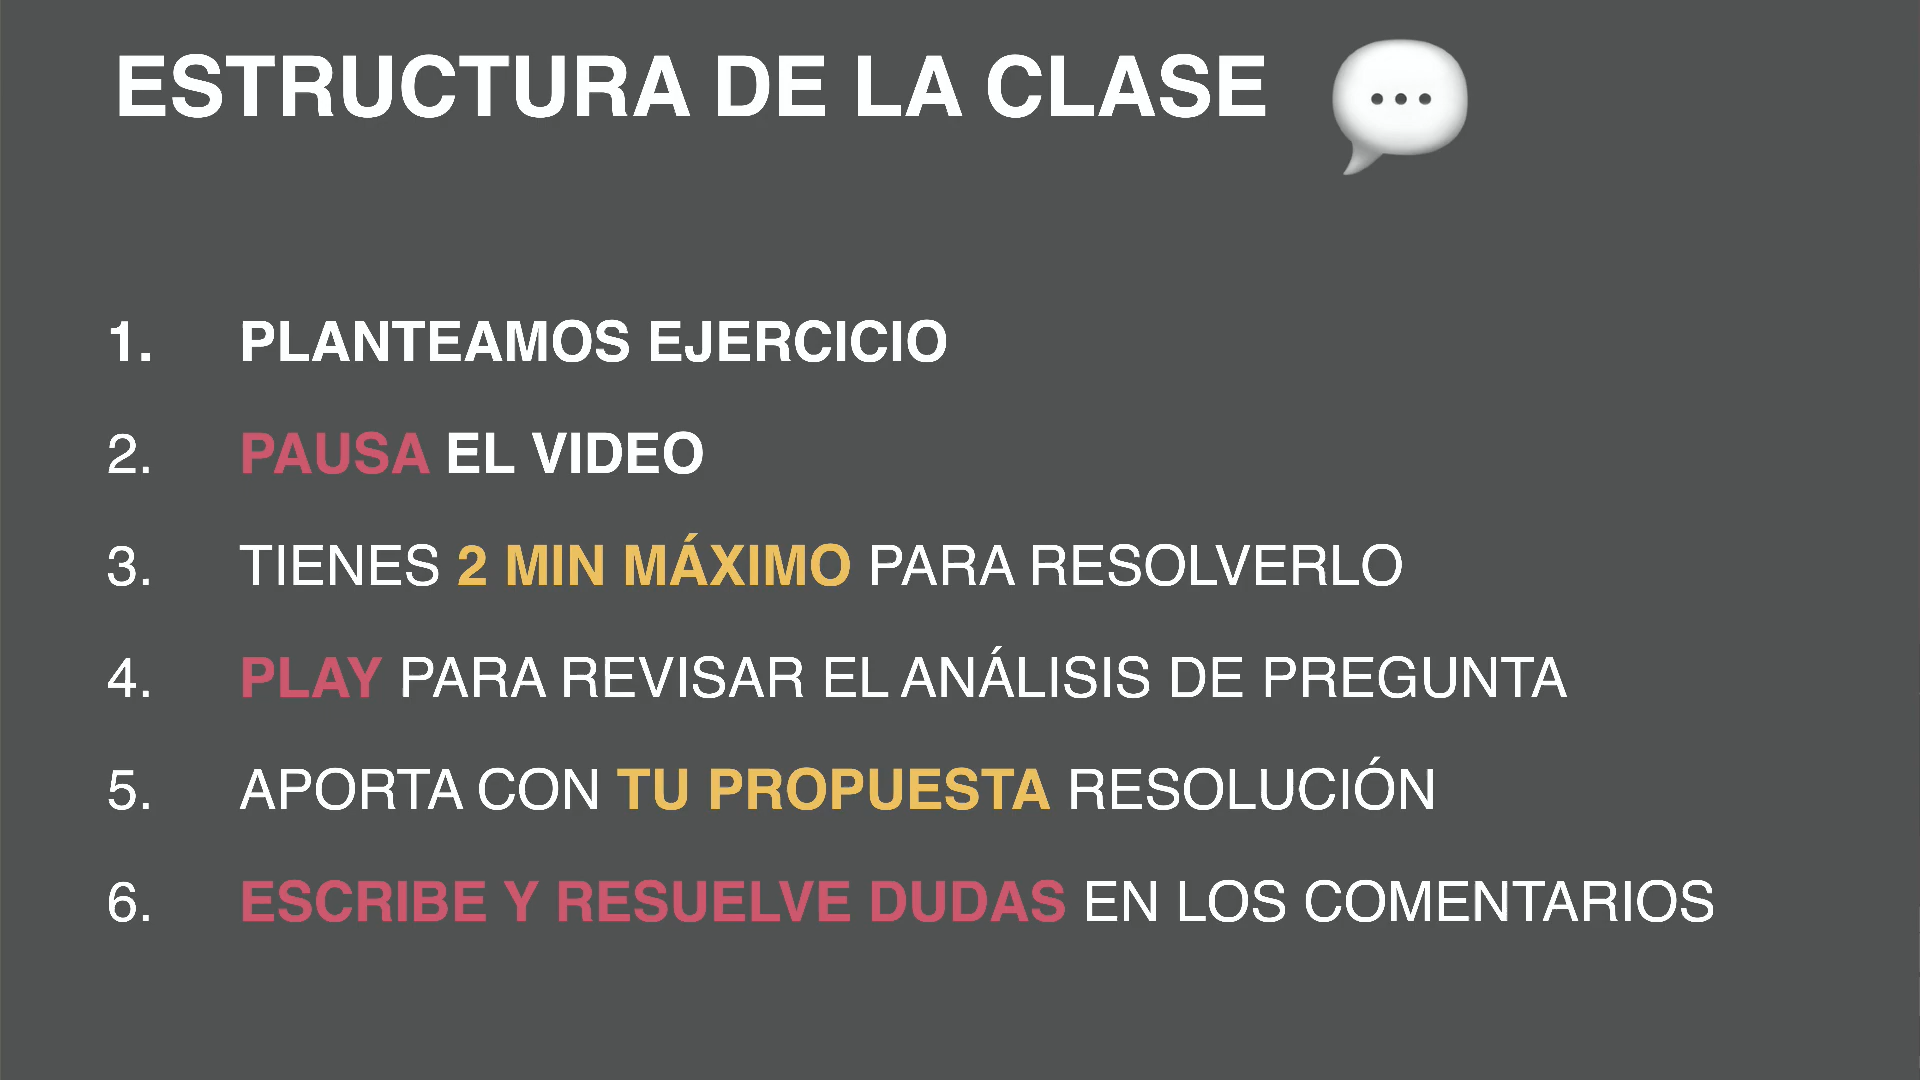 ESTRUCTURA DE LA CLASE
1. PLANTEAMOS EJERCICIO
2. PAUSA EL VIDEO
3. TIENES 2 MIN MÁXIMO PARA RESOLVERLO
4. PLAY PARA REVISAR EL ANÁLISIS DE PREGUNTA
5. APORTA CON TU PROPUESTA RESOLUCIÓN
6. ESCRIBE Y RESUELVE DUDAS EN LOS COMENTARIOS